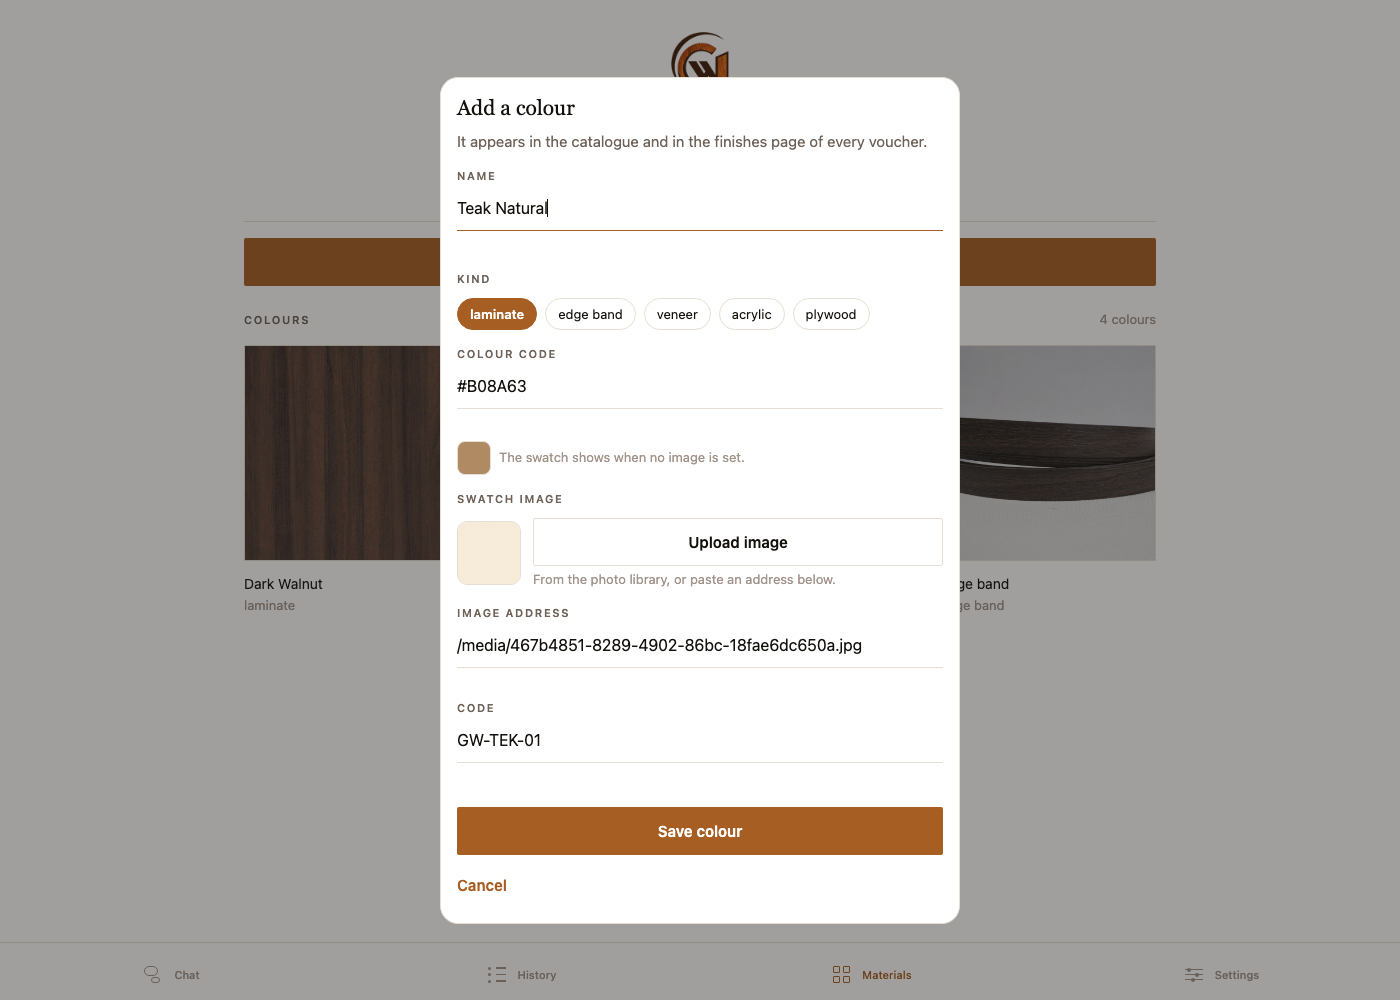 Add a colour
It appears in the catalogue and in the finishes page of every voucher.
NAME
Teak Natural
KIND
laminate edge band veneer acrylic plywood
COLOUR CODE
#B08A63
The swatch shows when no image is set.
SWATCH IMAGE
Upload image
From the photo library, or paste an address below.
IMAGE ADDRESS
/media/467b4851-8289-4902-86bc-18fae6dc650a.jpg
CODE
GW-TEK-01
Save colour
Cancel
COLOURS
4 colours
Dark Walnut
laminate
band
band
Chat
History
Materials
Settings